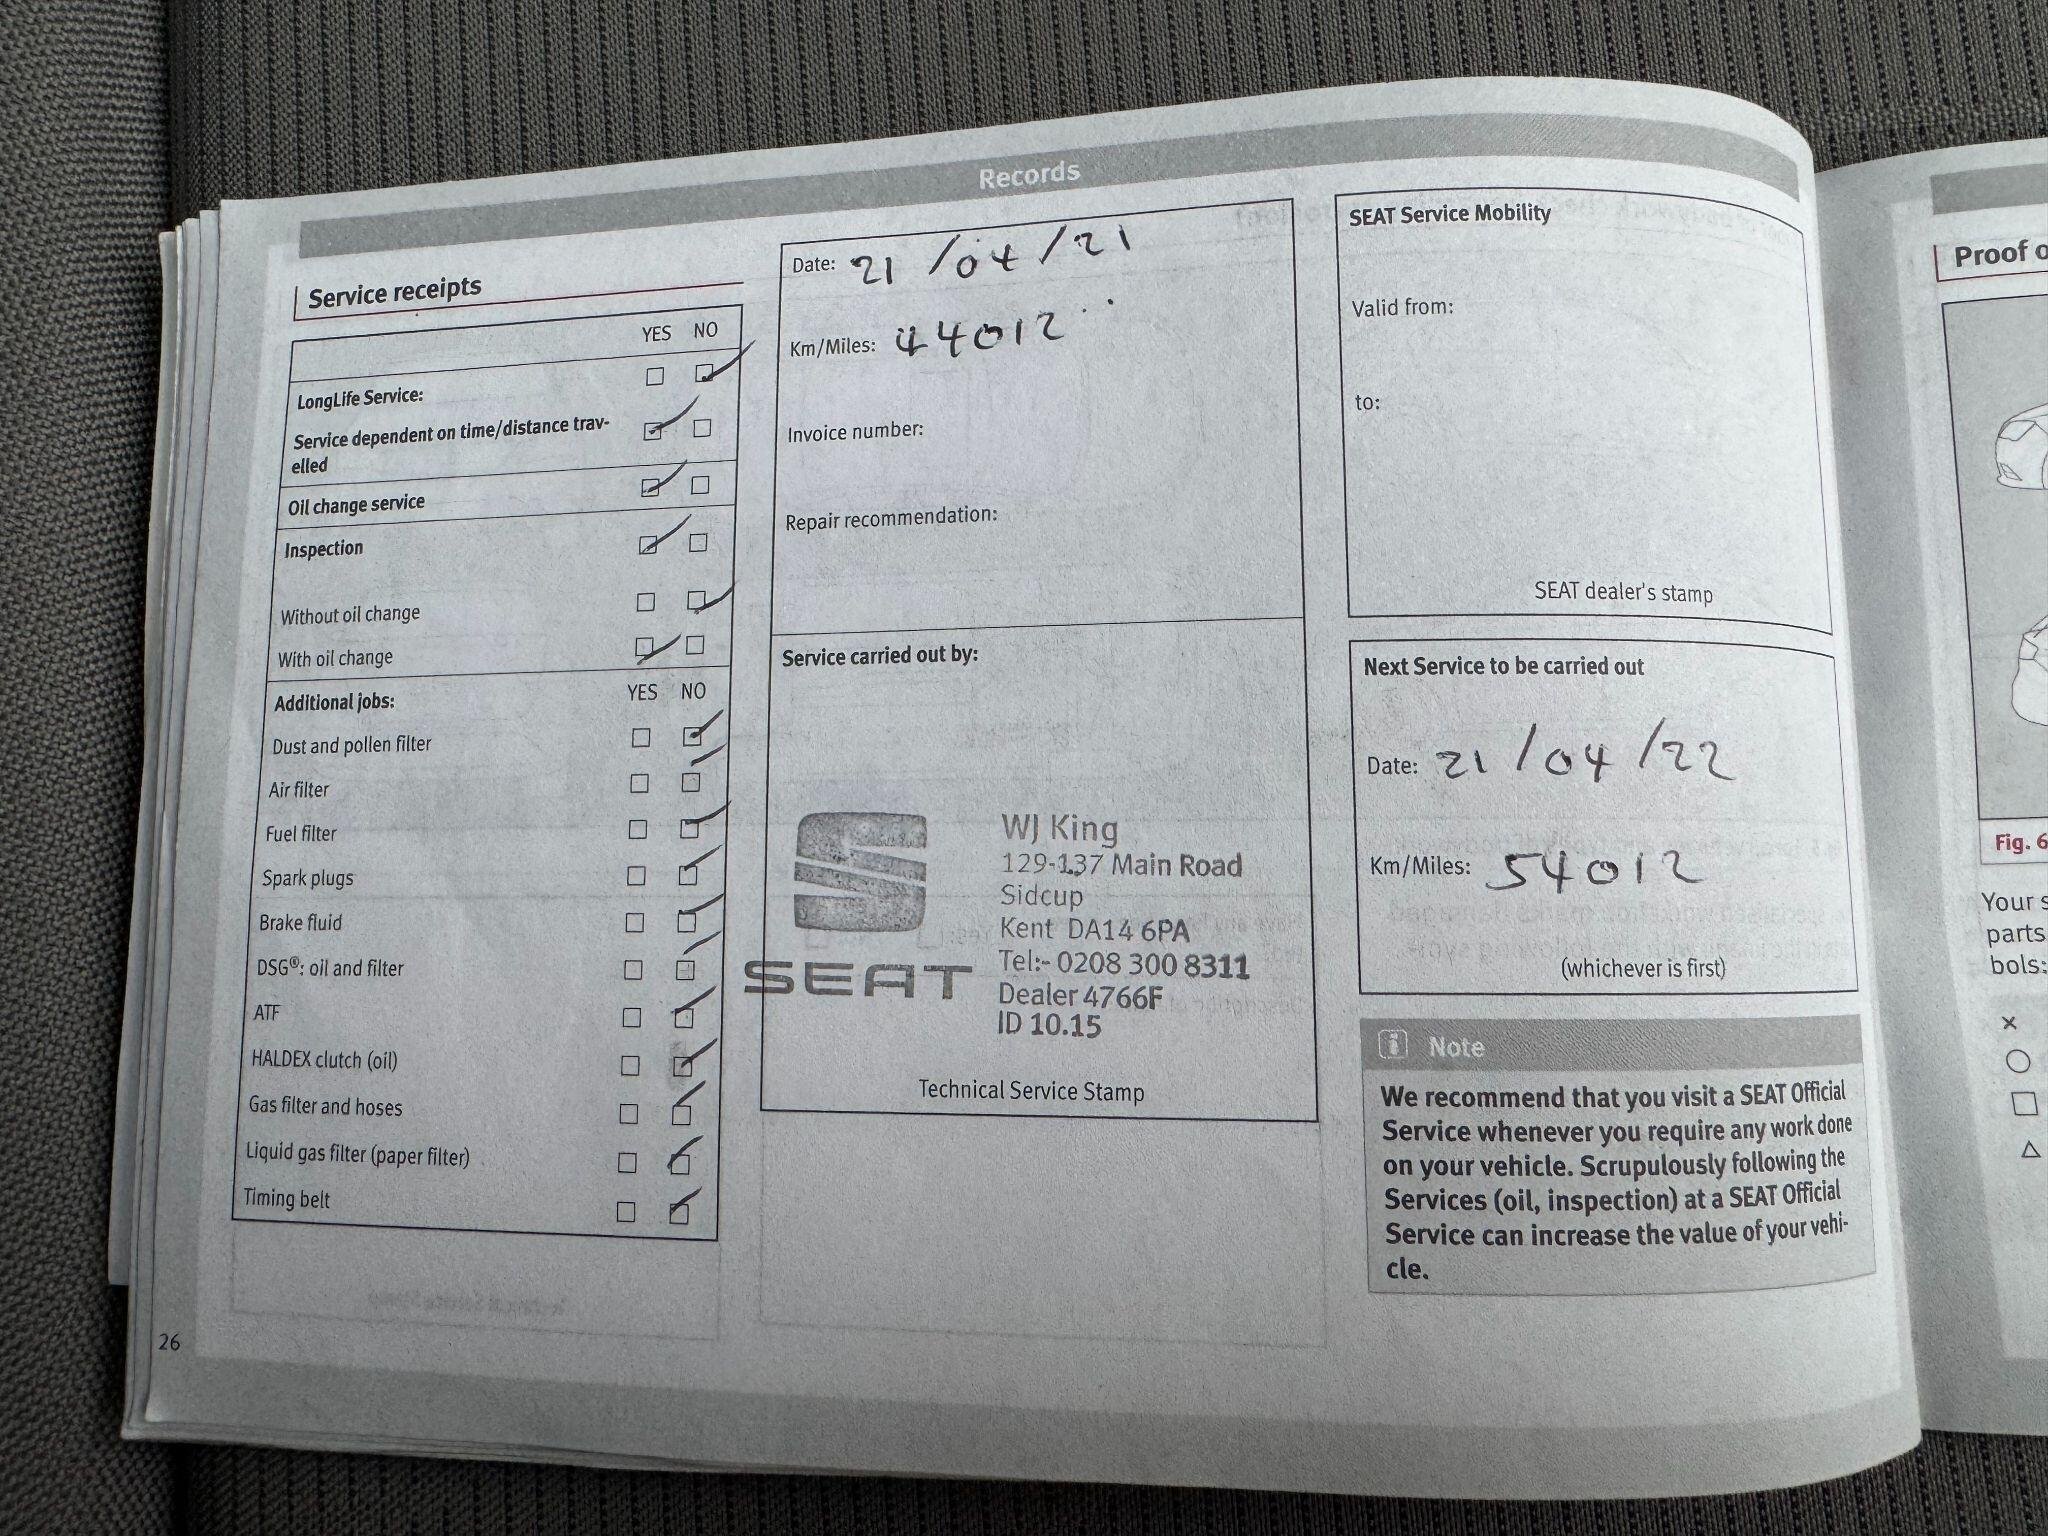 Records
Service receipts
YES NO
LongLife Service:
Service dependent on time/distance trav-
elled
Oil change service
Inspection
Without oil change
With oil change
Additional jobs: YES NO
Dust and pollen filter
Air filter
Fuel filter
Spark plugs
Brake fluid
DSG®: oil and filter
ATF
HALDEX clutch (oil)
Gas filter and hoses
Liquid gas filter (paper filter)
Timing belt
26
Date: 21/04/21
Km/Miles: 44012
Invoice number:
Repair recommendation:
Service carried out by:
SEAT
WJ King
129-137 Main Road
Sidcup
Kent DA14 6PA
Tel:- 0208 300 8311
Dealer 4766F
ID 10.15
Technical Service Stamp
SEAT Service Mobility
Valid from:
to:
SEAT dealer's stamp
Next Service to be carried out
Date: 21/04/22
Km/Miles: 54012
(whichever is first)
i Note
We recommend that you visit a SEAT Official
Service whenever you require any work done
on your vehicle. Scrupulously following the
Services (oil, inspection) at a SEAT Official
Service can increase the value of your vehi-
cle.
Proof
Fig. 6
Your
parts
bols: